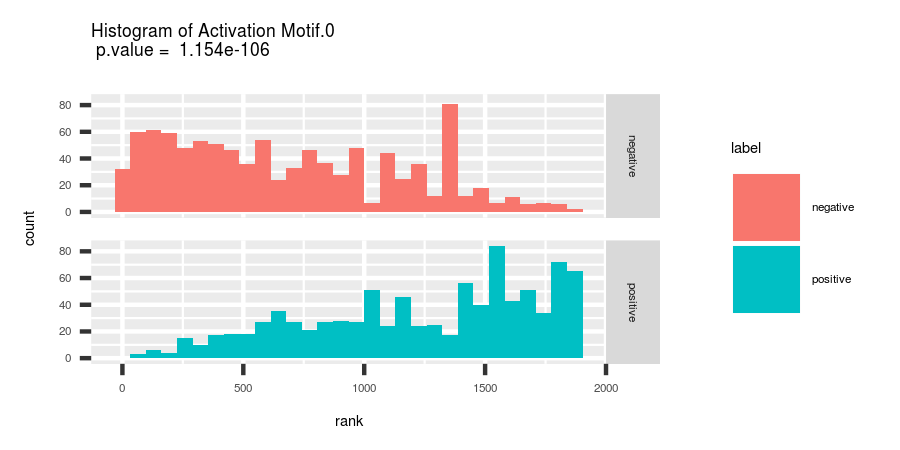 Histogram of Activation Motif.0
p.value = 1.154e-106
count
80
60
40
20
0
negative
80
60
40
20
0
positive
0 500 1000 1500 2000
rank
label
negative
positive